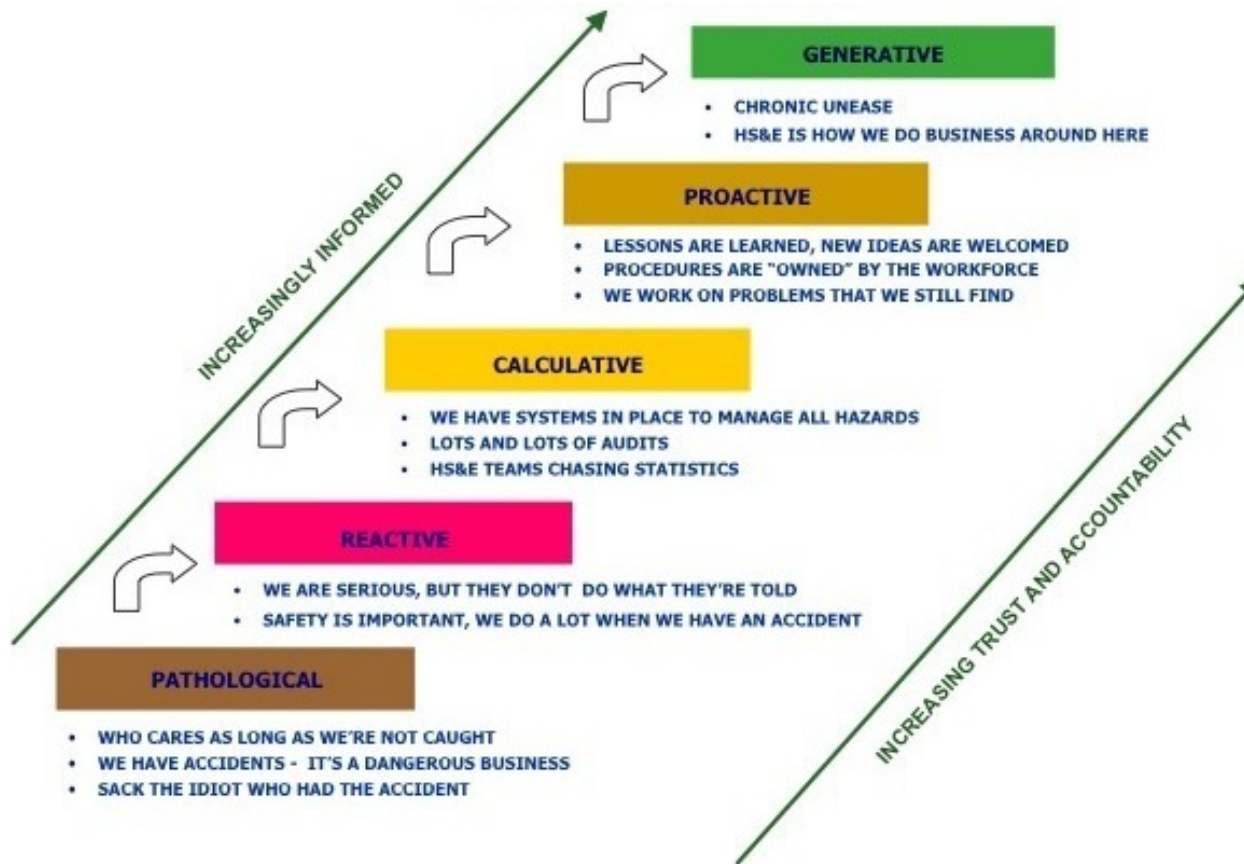 GENERATIVE
• CHRONIC UNEASE
• HS&E IS HOW WE DO BUSINESS AROUND HERE
PROACTIVE
• LESSONS ARE LEARNED, NEW IDEAS ARE WELCOMED
• PROCEDURES ARE “OWNED” BY THE WORKFORCE
• WE WORK ON PROBLEMS THAT WE STILL FIND
INCREASINGLY INFORMED
CALCULATIVE
• WE HAVE SYSTEMS IN PLACE TO MANAGE ALL HAZARDS
• LOTS AND LOTS OF AUDITS
• HS&E TEAMS CHASING STATISTICS
REACTIVE
• WE ARE SERIOUS, BUT THEY DON’T DO WHAT THEY’RE TOLD
• SAFETY IS IMPORTANT, WE DO A LOT WHEN WE HAVE AN ACCIDENT
INCREASING TRUST AND ACCOUNTABILITY
PATHOLOGICAL
• WHO CARES AS LONG AS WE’RE NOT CAUGHT
• WE HAVE ACCIDENTS - IT’S A DANGEROUS BUSINESS
• SACK THE IDIOT WHO HAD THE ACCIDENT